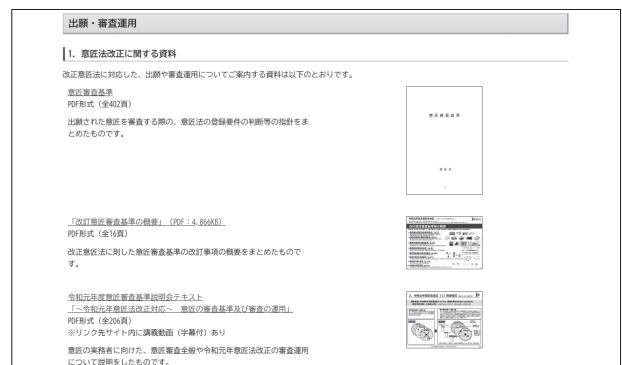 出願・審査運用
1. 意匠法改正に関する資料
改正意匠法に対応した、出願や審査運用についてご案内する資料は以下のとおりです。
意匠審査基準
PDF形式（全402頁）
出願された意匠を審査する際の、意匠法の登録要件の判断等の指針をま
とめたものです。
意匠審査基準
特許庁
「改訂意匠審査基準の概要」（PDF：4,866KB）
PDF形式（全16頁）
改正意匠法に則した意匠審査基準の改訂事項の概要をまとめたもので
す。
令和元年度意匠審査基準説明会テキスト
「～令和元年意匠法改正対応～　意匠の審査基準及び審査の運用」
PDF形式（全206頁）
※リンク先サイト内に講義動画（字幕付）あり
意匠の実務者に向けた、意匠審査全般や令和元年意匠法改正の審査運用
について説明をしたものです。